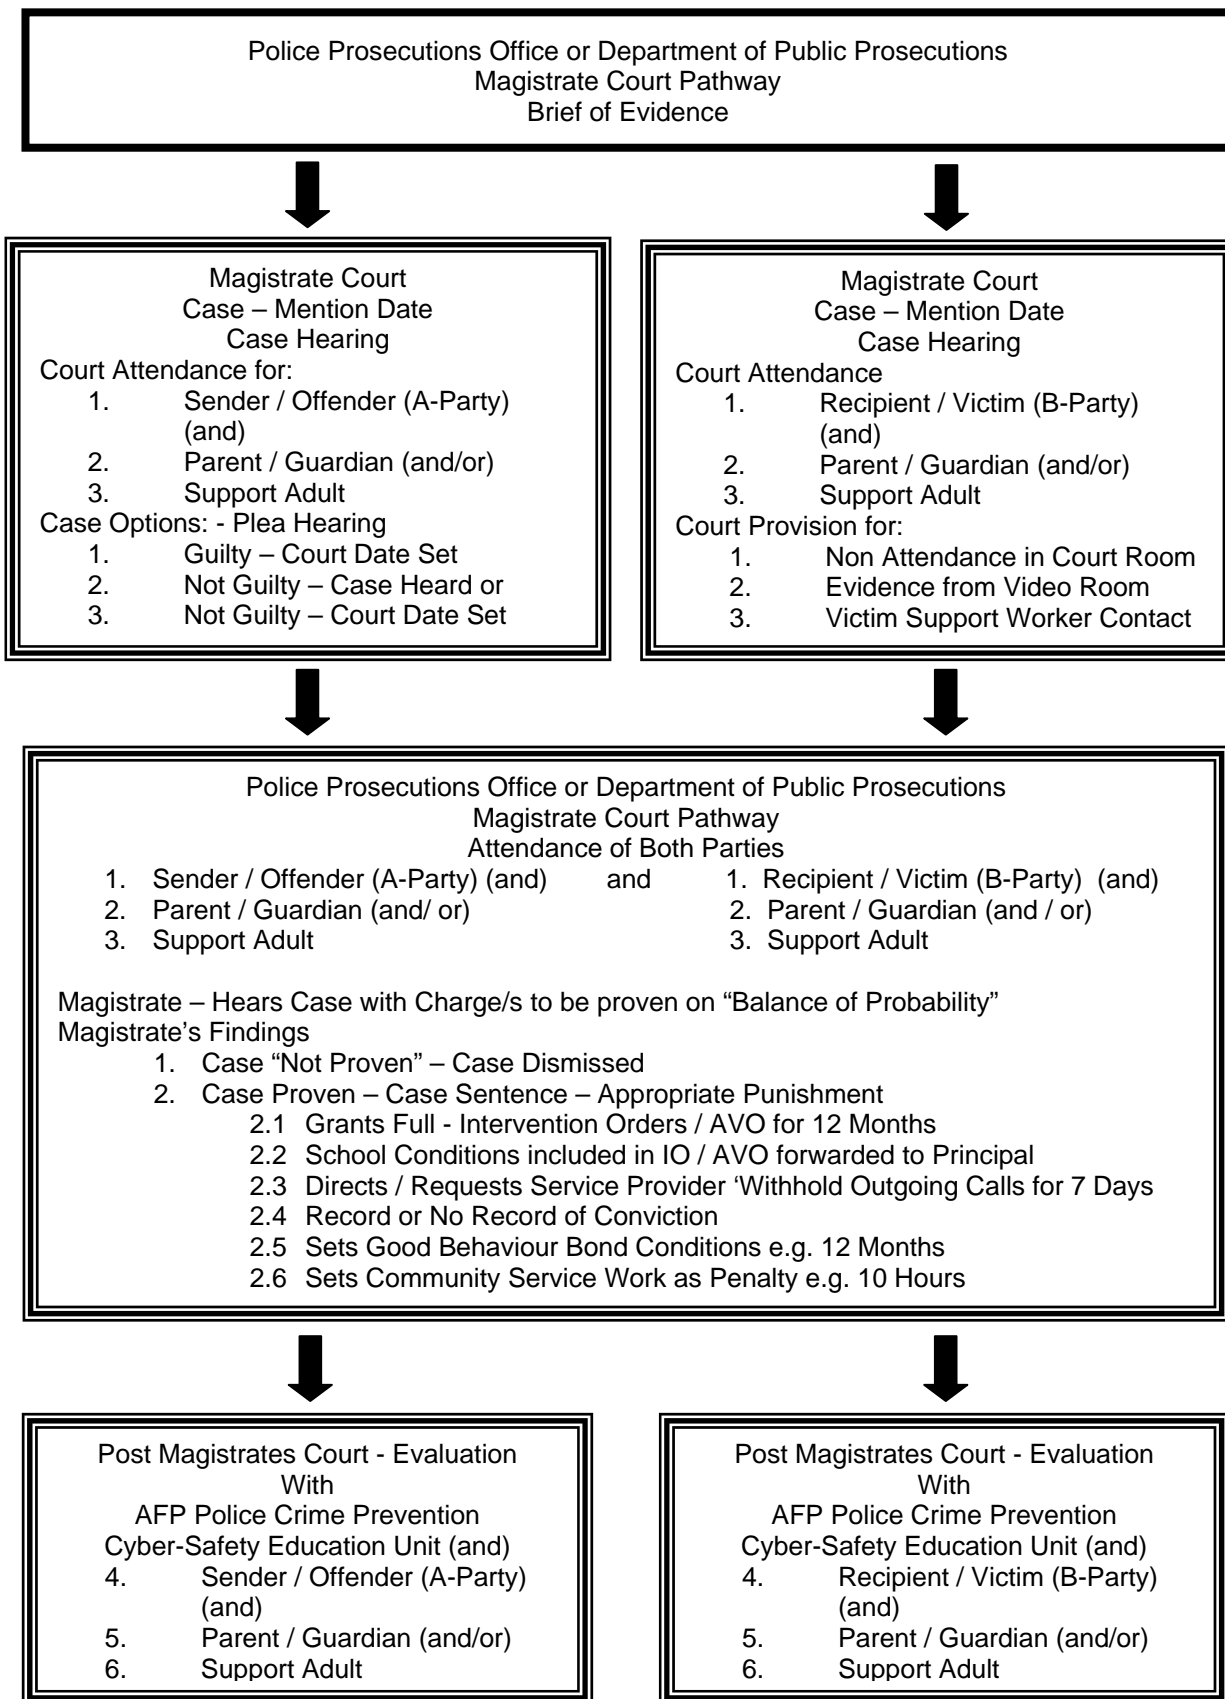 Police Prosecutions Office or Department of Public Prosecutions
Magistrate Court Pathway
Brief of Evidence
Magistrate Court
Case – Mention Date
Case Hearing
Court Attendance for:
1. Sender / Offender (A-Party)
(and)
2. Parent / Guardian (and/or)
3. Support Adult
Case Options: - Plea Hearing
1. Guilty – Court Date Set
2. Not Guilty – Case Heard or
3. Not Guilty – Court Date Set
Magistrate Court
Case – Mention Date
Case Hearing
Court Attendance
1. Recipient / Victim (B-Party)
(and)
2. Parent / Guardian (and/or)
3. Support Adult
Court Provision for:
1. Non Attendance in Court Room
2. Evidence from Video Room
3. Victim Support Worker Contact
Police Prosecutions Office or Department of Public Prosecutions
Magistrate Court Pathway
Attendance of Both Parties
1. Sender / Offender (A-Party) (and) and 1. Recipient / Victim (B-Party) (and)
2. Parent / Guardian (and/ or) 2. Parent / Guardian (and / or)
3. Support Adult 3. Support Adult
Magistrate – Hears Case with Charge/s to be proven on “Balance of Probability”
Magistrate’s Findings
1. Case “Not Proven” – Case Dismissed
2. Case Proven – Case Sentence – Appropriate Punishment
2.1 Grants Full - Intervention Orders / AVO for 12 Months
2.2 School Conditions included in IO / AVO forwarded to Principal
2.3 Directs / Requests Service Provider ‘Withhold Outgoing Calls for 7 Days
2.4 Record or No Record of Conviction
2.5 Sets Good Behaviour Bond Conditions e.g. 12 Months
2.6 Sets Community Service Work as Penalty e.g. 10 Hours
Post Magistrates Court - Evaluation
With
AFP Police Crime Prevention
Cyber-Safety Education Unit (and)
4. Sender / Offender (A-Party)
(and)
5. Parent / Guardian (and/or)
6. Support Adult
Post Magistrates Court - Evaluation
With
AFP Police Crime Prevention
Cyber-Safety Education Unit (and)
4. Recipient / Victim (B-Party)
(and)
5. Parent / Guardian (and/or)
6. Support Adult